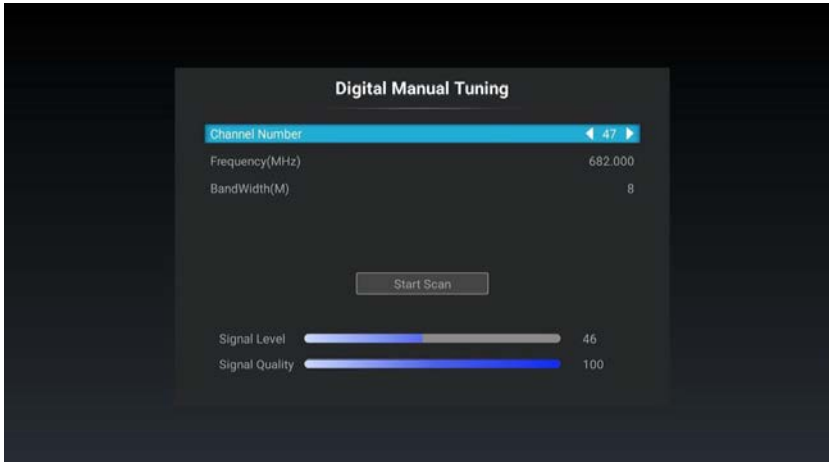 Digital Manual Tuning
Channel Number 47
Frequency(MHz) 682.000
BandWidth(M) 8
Start Scan
Signal Level 46
Signal Quality 100